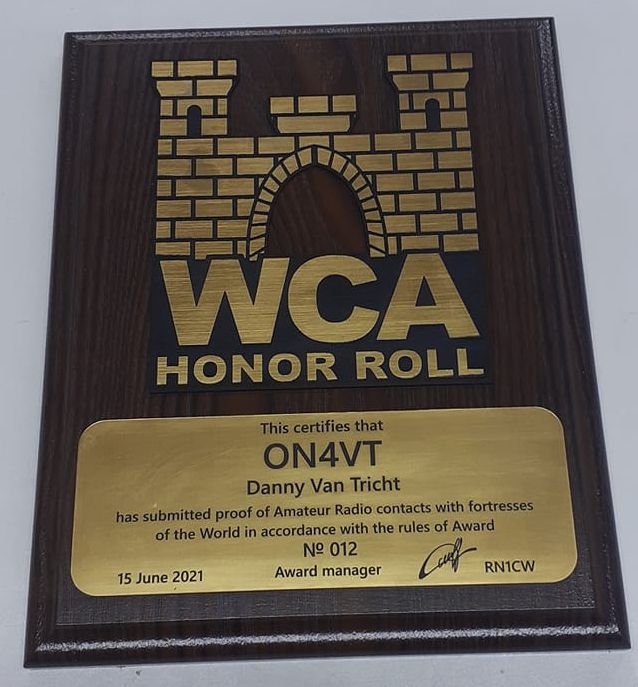 WCA
HONOR ROLL
This certifies that
ON4VT
Danny Van Tricht
has submitted proof of Amateur Radio contacts with fortresses
of the World in accordance with the rules of Award
№ 012
15 June 2021 Award manager RN1CW